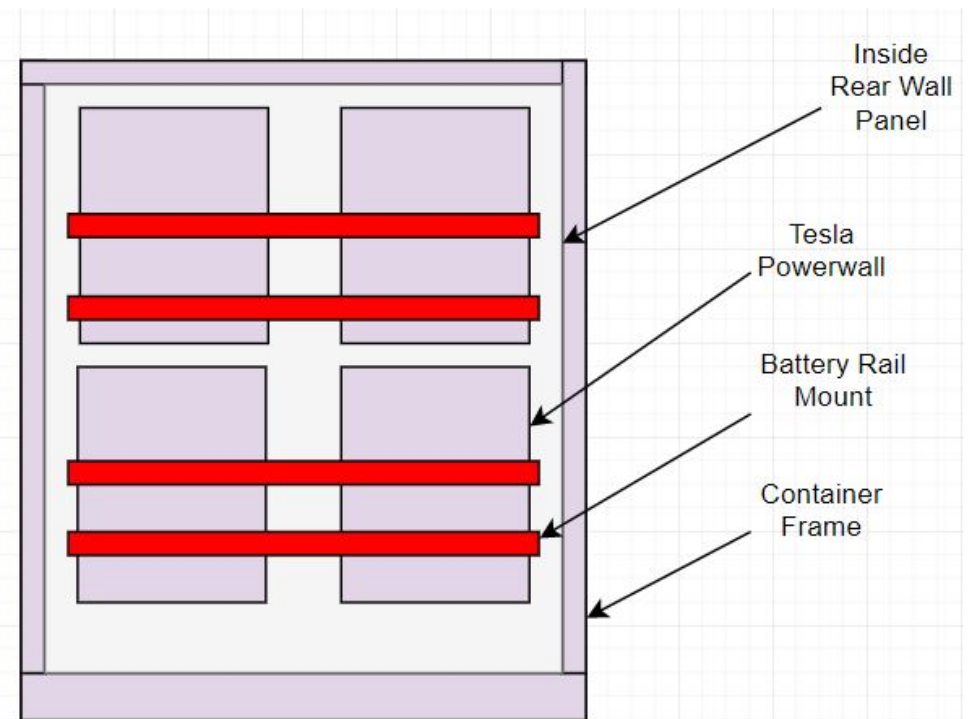 Inside
Rear Wall
Panel
Tesla
Powerwall
Battery Rail
Mount
Container
Frame